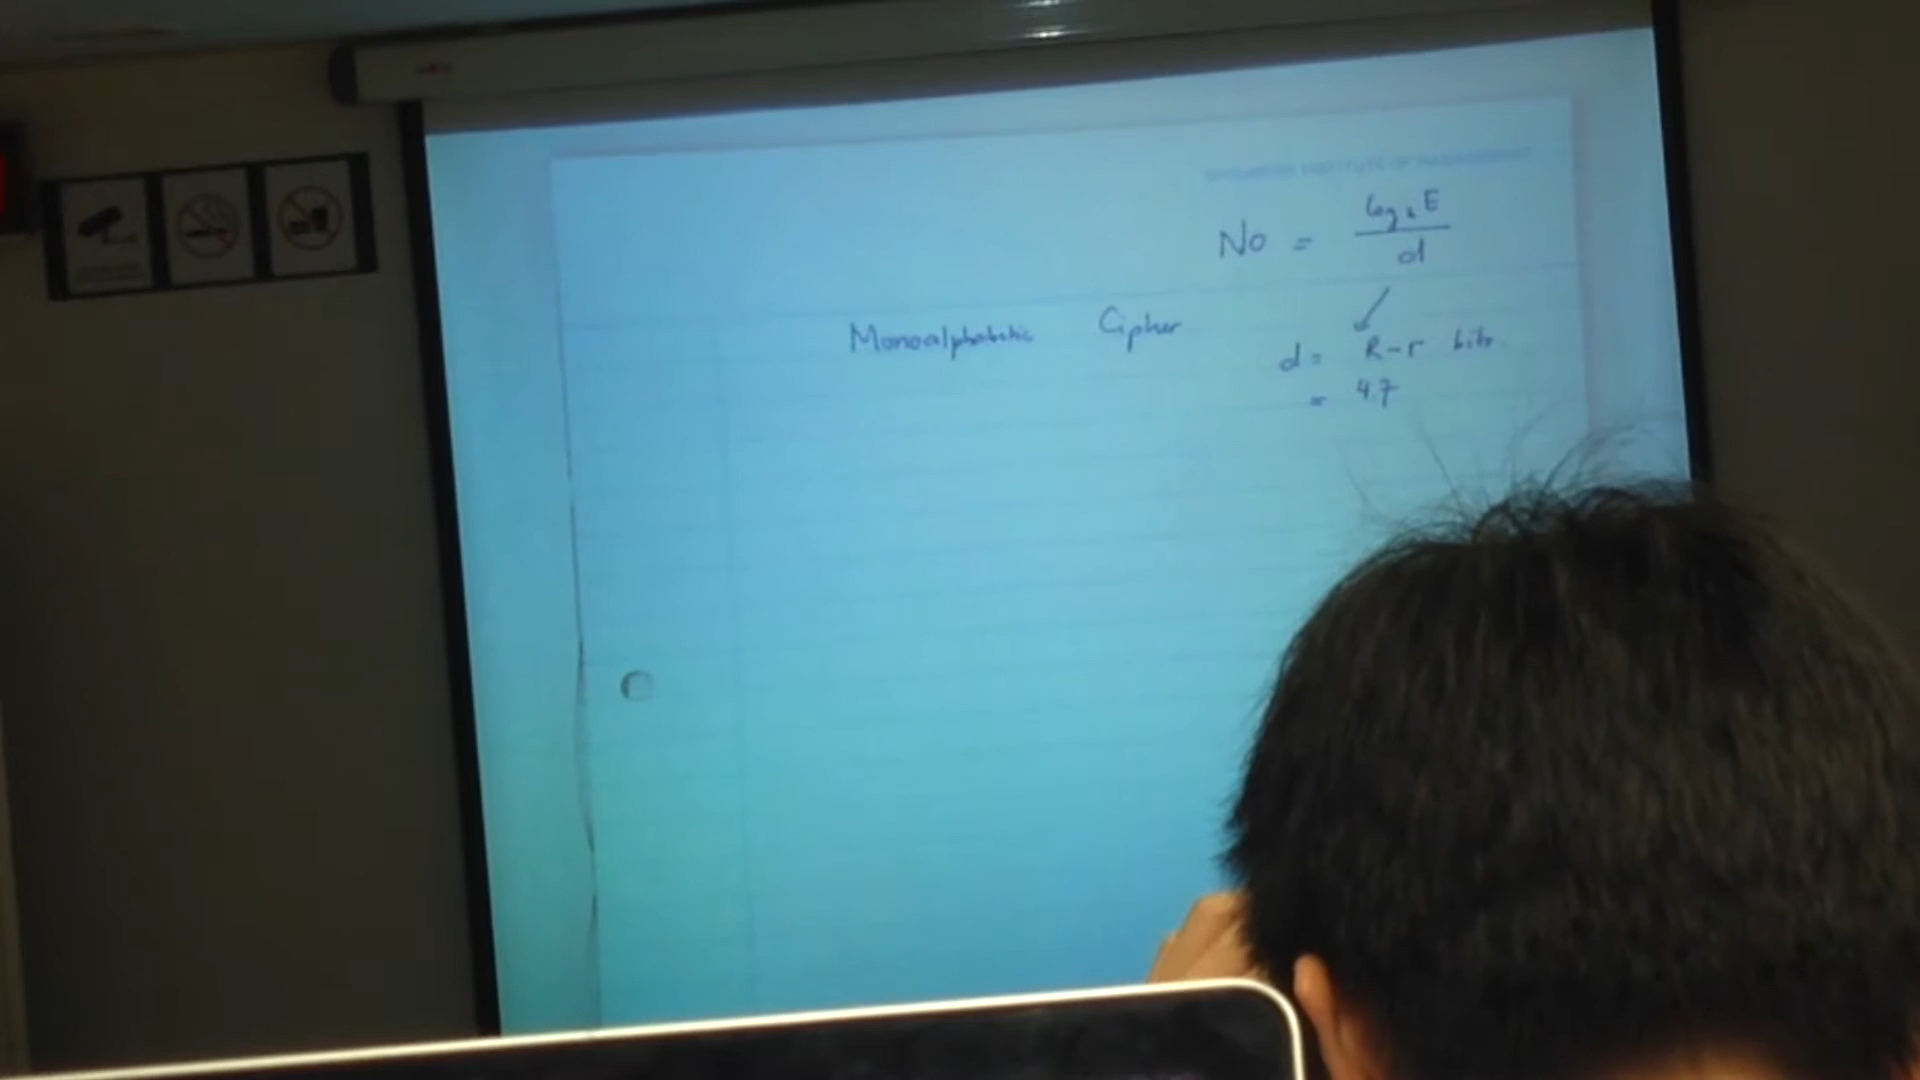 No = log₂E / d
Monoalphabetic Cipher
d = R-r bits
= 4.7